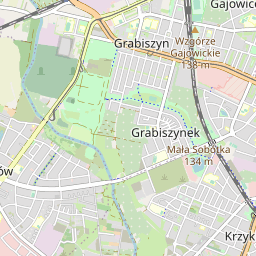 Gajowice
Grabiszyn
Wzgórze
Gajowickie
138 m
Grabiszynek
Mała Sobótka
134 m
ów
Krzyk